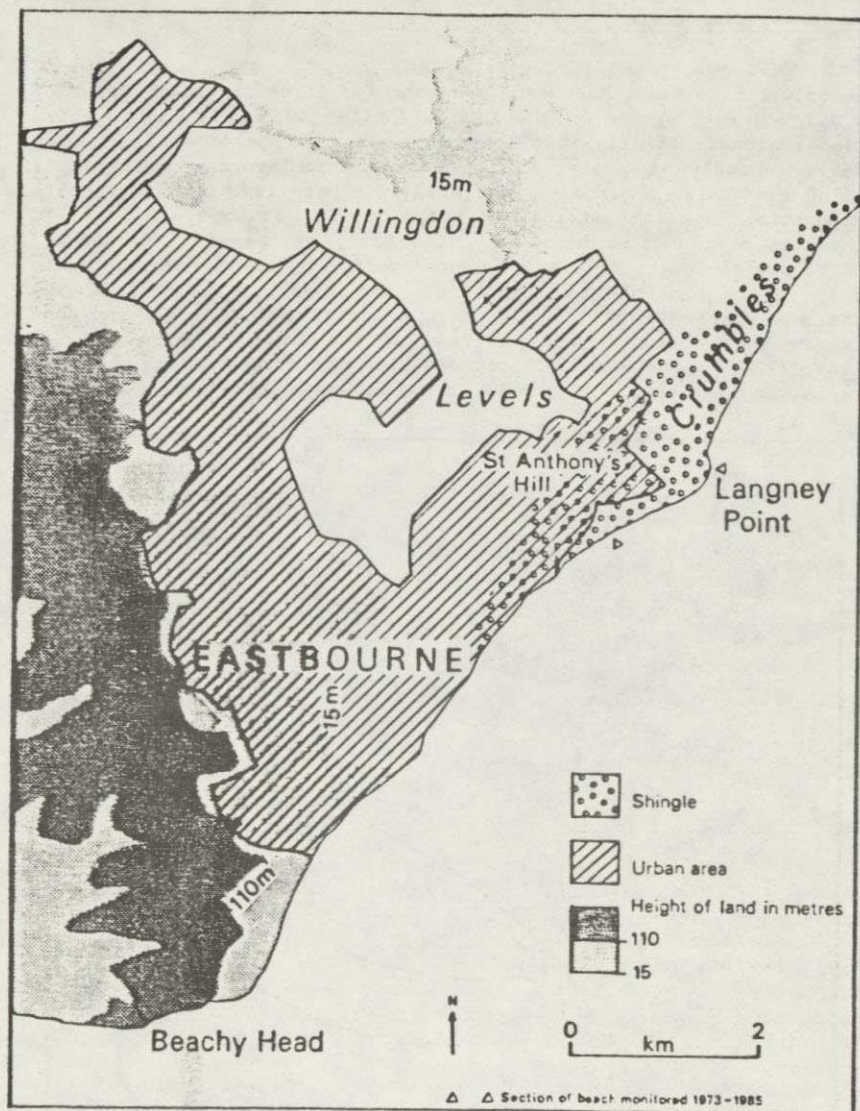 15m
Willingdon
Crumbles
Levels
St Anthony's
Hill
Langney
Point
EASTBOURNE
15m
Shingle
Urban area
Height of land in metres
110
15
110m
Beachy Head
N
0 2
km
Section of beach monitored 1973-1985